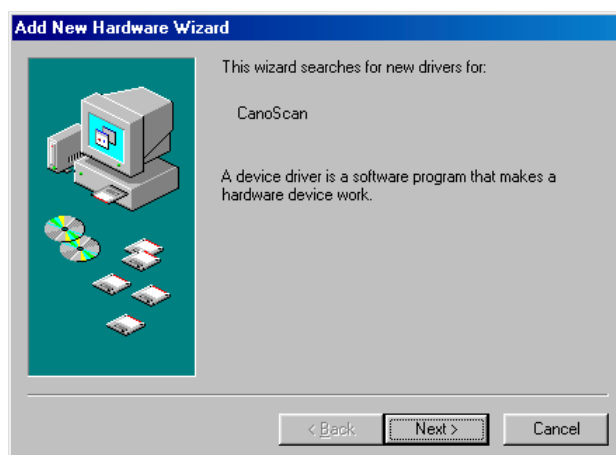 Add New Hardware Wizard
This wizard searches for new drivers for:
CanoScan
A device driver is a software program that makes a
hardware device work.
< Back
Next >
Cancel